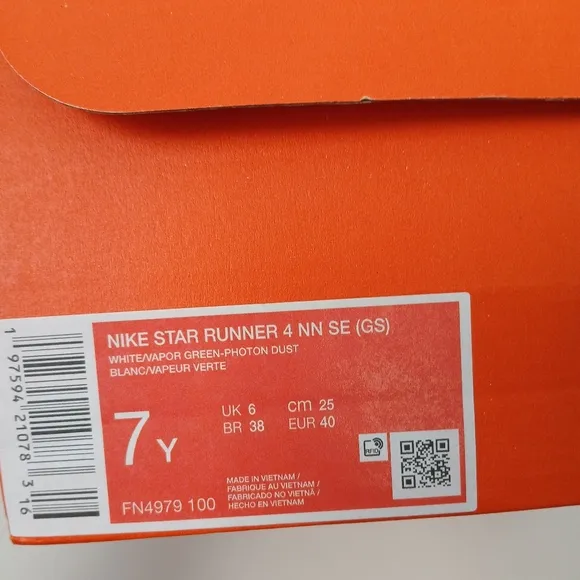 NIKE STAR RUNNER 4 NN SE (GS)
WHITE/VAPOR GREEN-PHOTON DUST
BLANC/VAPEUR VERTE
7 Y
UK 6 cm 25
BR 38 EUR 40
RFID
FN4979 100
MADE IN VIETNAM /
FABRIQUE AU VIETNAM /
FABRICADO NO VIETNÃ /
HECHO EN VIETNAM
1 97594 21078 3 16